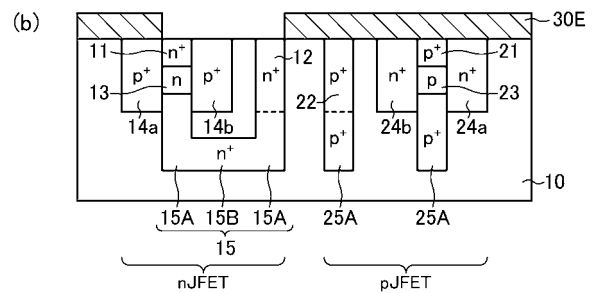 (b)
30E
11 n+ 12 n+ p+ 21
p+ n p+ p+ n+ p n+ 23
13 22
14a 14b 24b 24a
n+ p+ p+
10
15A 15B 15A 25A 25A
15
nJFET pJFET